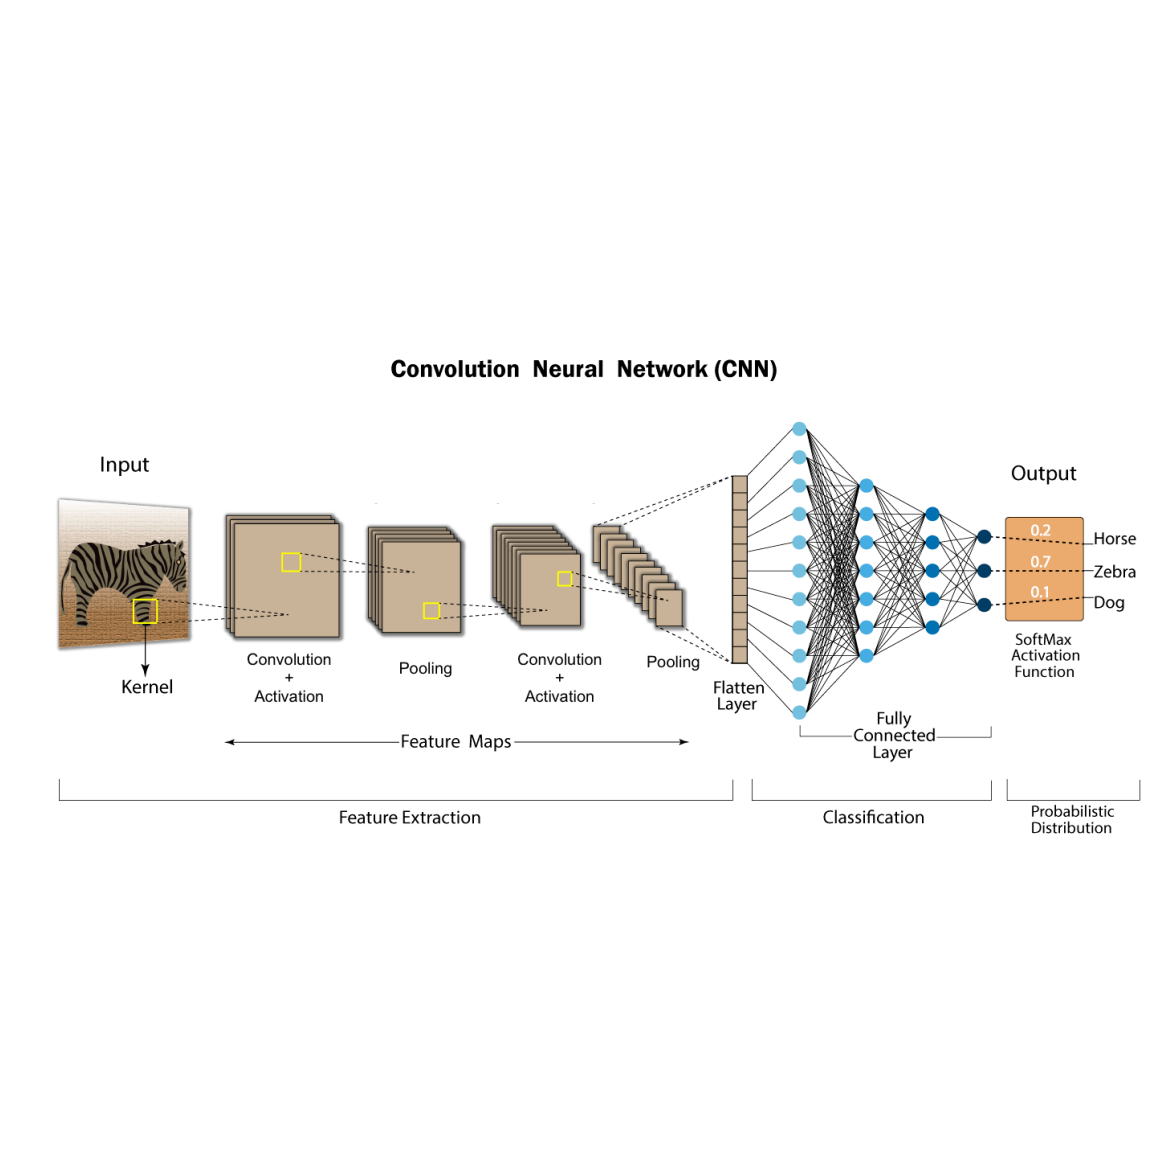 Convolution Neural Network (CNN)
Input
Output
Kernel
Convolution
+
Activation
Pooling
Convolution
+
Activation
Pooling
Flatten
Layer
Feature Maps
Fully
Connected
Layer
0.2
0.7
0.1
Horse
Zebra
Dog
SoftMax
Activation
Function
Feature Extraction
Classification
Probabilistic
Distribution